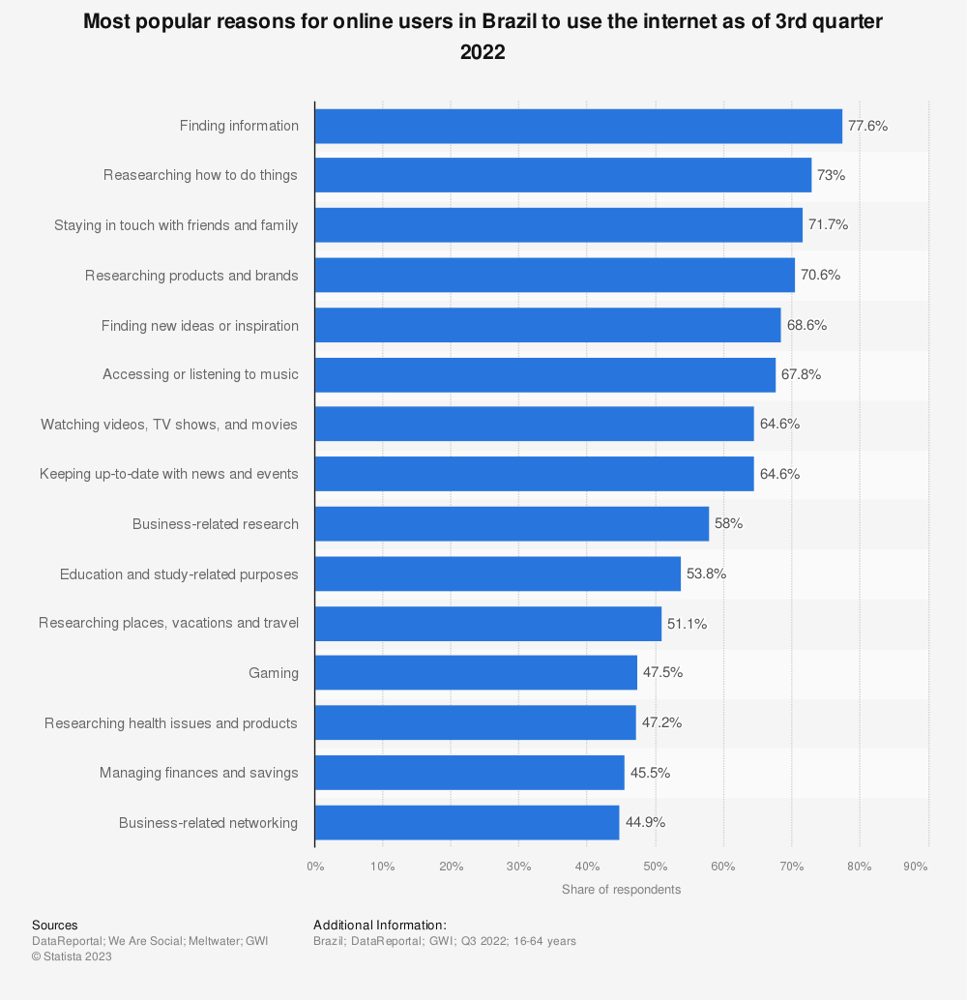 Most popular reasons for online users in Brazil to use the internet as of 3rd quarter
2022
Finding information 77.6%
Reasearching how to do things 73%
Staying in touch with friends and family 71.7%
Researching products and brands 70.6%
Finding new ideas or inspiration 68.6%
Accessing or listening to music 67.8%
Watching videos, TV shows, and movies 64.6%
Keeping up-to-date with news and events 64.6%
Business-related research 58%
Education and study-related purposes 53.8%
Researching places, vacations and travel 51.1%
Gaming 47.5%
Researching health issues and products 47.2%
Managing finances and savings 45.5%
Business-related networking 44.9%
0% 10% 20% 30% 40% 50% 60% 70% 80% 90%
Share of respondents
Sources
DataReportal; We Are Social; Meltwater; GWI
© Statista 2023
Additional Information:
Brazil; DataReportal; GWI; Q3 2022; 16-64 years